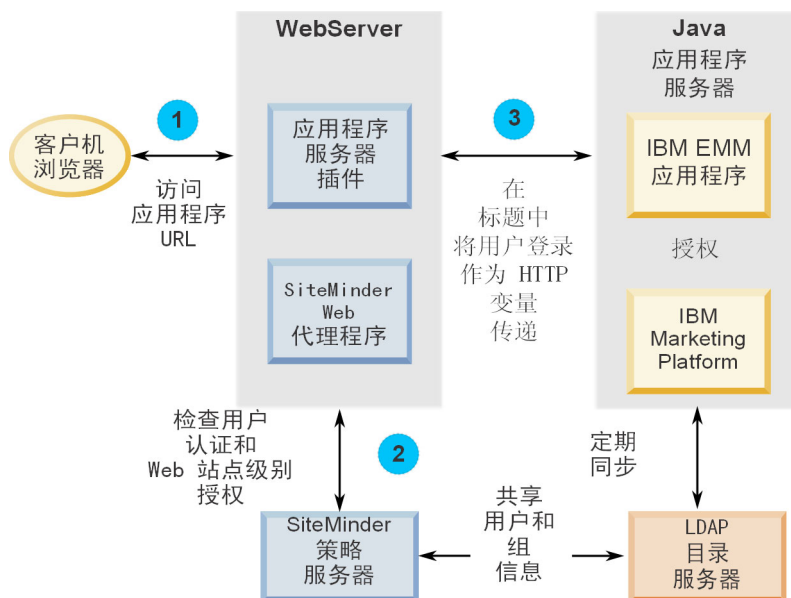 WebServer
Java
应用程序
服务器
1
3
客户机
浏览器
应用程序
服务器
插件
IBM EMM
应用程序
访问
应用程序
URL
在
标题中
将用户登录
作为 HTTP
变量
传递
授权
SiteMinder
Web
代理程序
IBM
Marketing
Platform
检查用户
认证和
Web 站点级别
授权
2
定期
同步
SiteMinder
策略
服务器
共享
用户和
组
信息
LDAP
目录
服务器